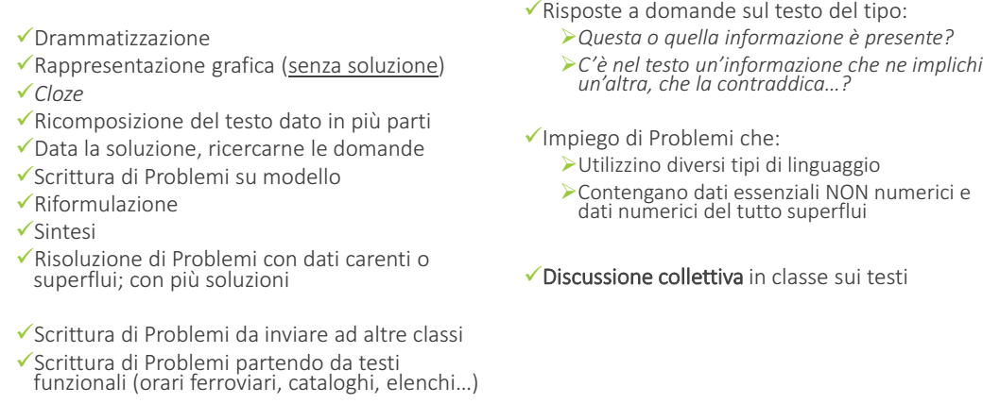 ✓Drammatizzazione
✓Rappresentazione grafica (senza soluzione)
✓Cloze
✓Ricomposizione del testo dato in più parti
✓Data la soluzione, ricercarne le domande
✓Scrittura di Problemi su modello
✓Riformulazione
✓Sintesi
✓Risoluzione di Problemi con dati carenti o
superflui; con più soluzioni
✓Scrittura di Problemi da inviare ad altre classi
✓Scrittura di Problemi partendo da testi
funzionali (orari ferroviari, cataloghi, elenchi…)
✓Risposte a domande sul testo del tipo:
➢Questa o quella informazione è presente?
➢C’è nel testo un’informazione che ne implichi
un’altra, che la contraddica…?
✓Impiego di Problemi che:
➢Utilizzino diversi tipi di linguaggio
➢Contengano dati essenziali NON numerici e
dati numerici del tutto superflui
✓Discussione collettiva in classe sui testi